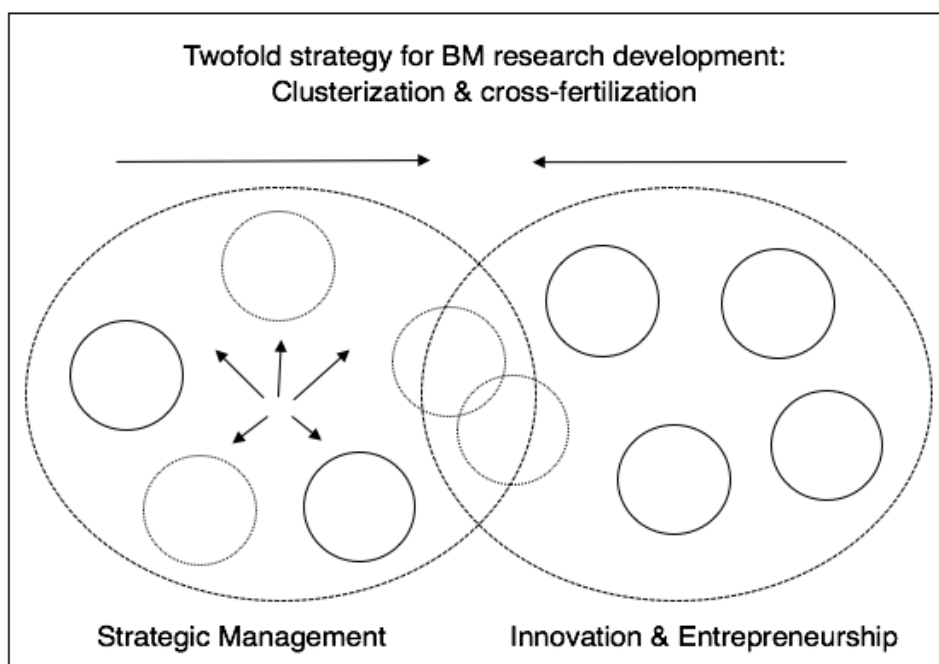 Twofold strategy for BM research development:
Clusterization & cross-fertilization
Strategic Management
Innovation & Entrepreneurship